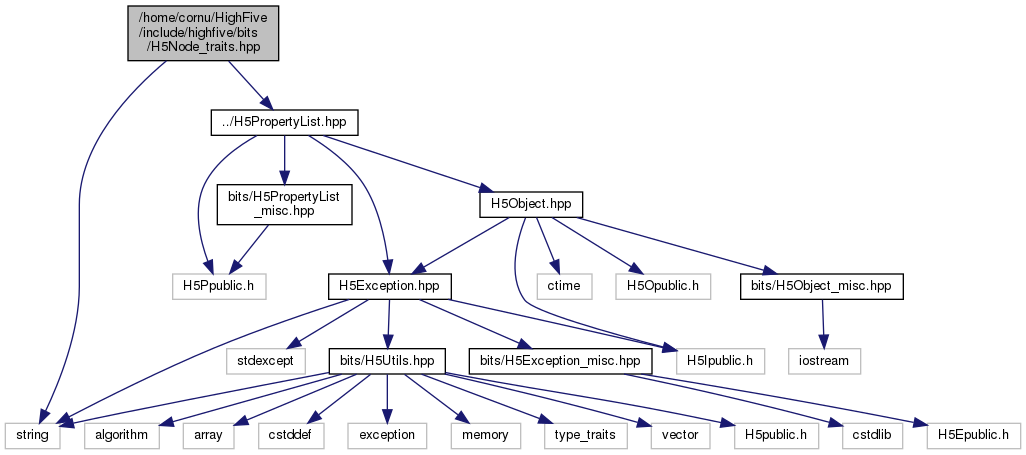 /home/cornu/HighFive
/include/highfive/bits
/H5Node_traits.hpp
../H5PropertyList.hpp
bits/H5PropertyList
_misc.hpp
H5Object.hpp
H5Ppublic.h
H5Exception.hpp
ctime
H5Opublic.h
bits/H5Object_misc.hpp
stdexcept
bits/H5Utils.hpp
bits/H5Exception_misc.hpp
H5Ipublic.h
iostream
string
algorithm
array
cstddef
exception
memory
type_traits
vector
H5public.h
cstdlib
H5Epublic.h